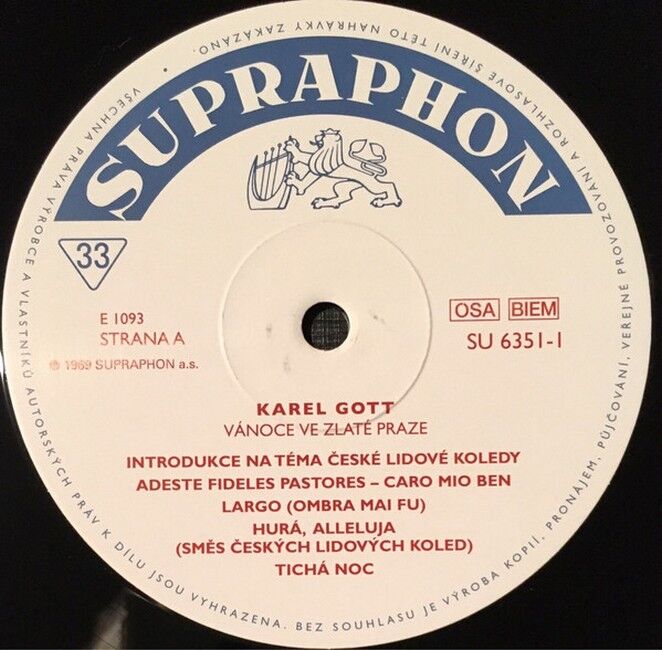 SUPRAPHON
33
E 1093
STRANA A
℗ 1969 SUPRAPHON a.s.
OSA BIEM
SU 6351-1
KAREL GOTT
VÁNOCE VE ZLATÉ PRAZE
INTRODUKCE NA TÉMA ČESKÉ LIDOVÉ KOLEDY
ADESTE FIDELES PASTORES – CARO MIO BEN
LARGO (OMBRA MAI FU)
HURÁ, ALLELUJA
(SMĚS ČESKÝCH LIDOVÝCH KOLED)
TICHÁ NOC
VŠECHNA PRÁVA VÝROBCE A VLASTNÍKŮ AUTORSKÝCH PRÁV K DÍLU JSOU VYHRAZENA. BEZ SOUHLASU JE VÝROBA KOPIÍ, PRONÁJEM, PŮJČOVÁNÍ, VEŘEJNÉ PROVOZOVÁNÍ A ROZHLASOVÉ ŠÍŘENÍ TÉTO NAHRÁVKY ZAKÁZÁNO.